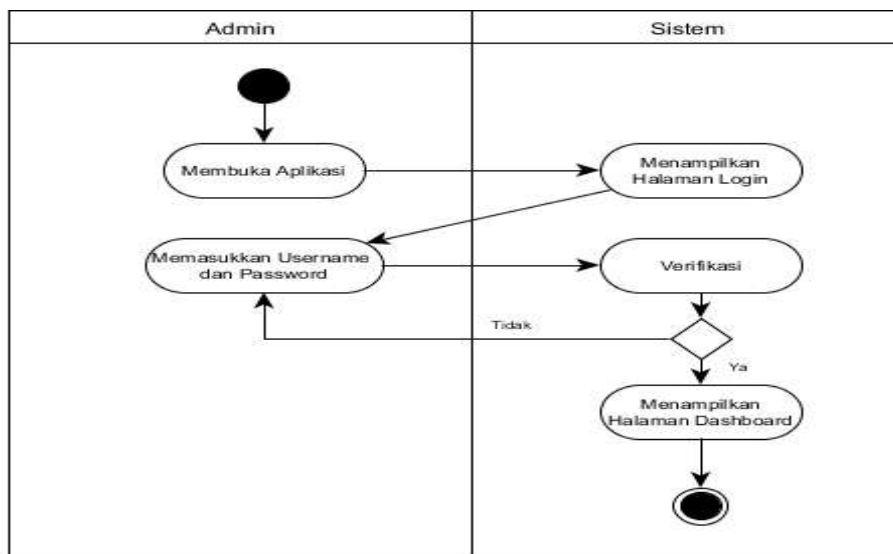 Admin
Sistem
Membuka Aplikasi
Menampilkan
Halaman Login
Memasukkan Username
dan Password
Verifikasi
Tidak
Ya
Menampilkan
Halaman Dashboard